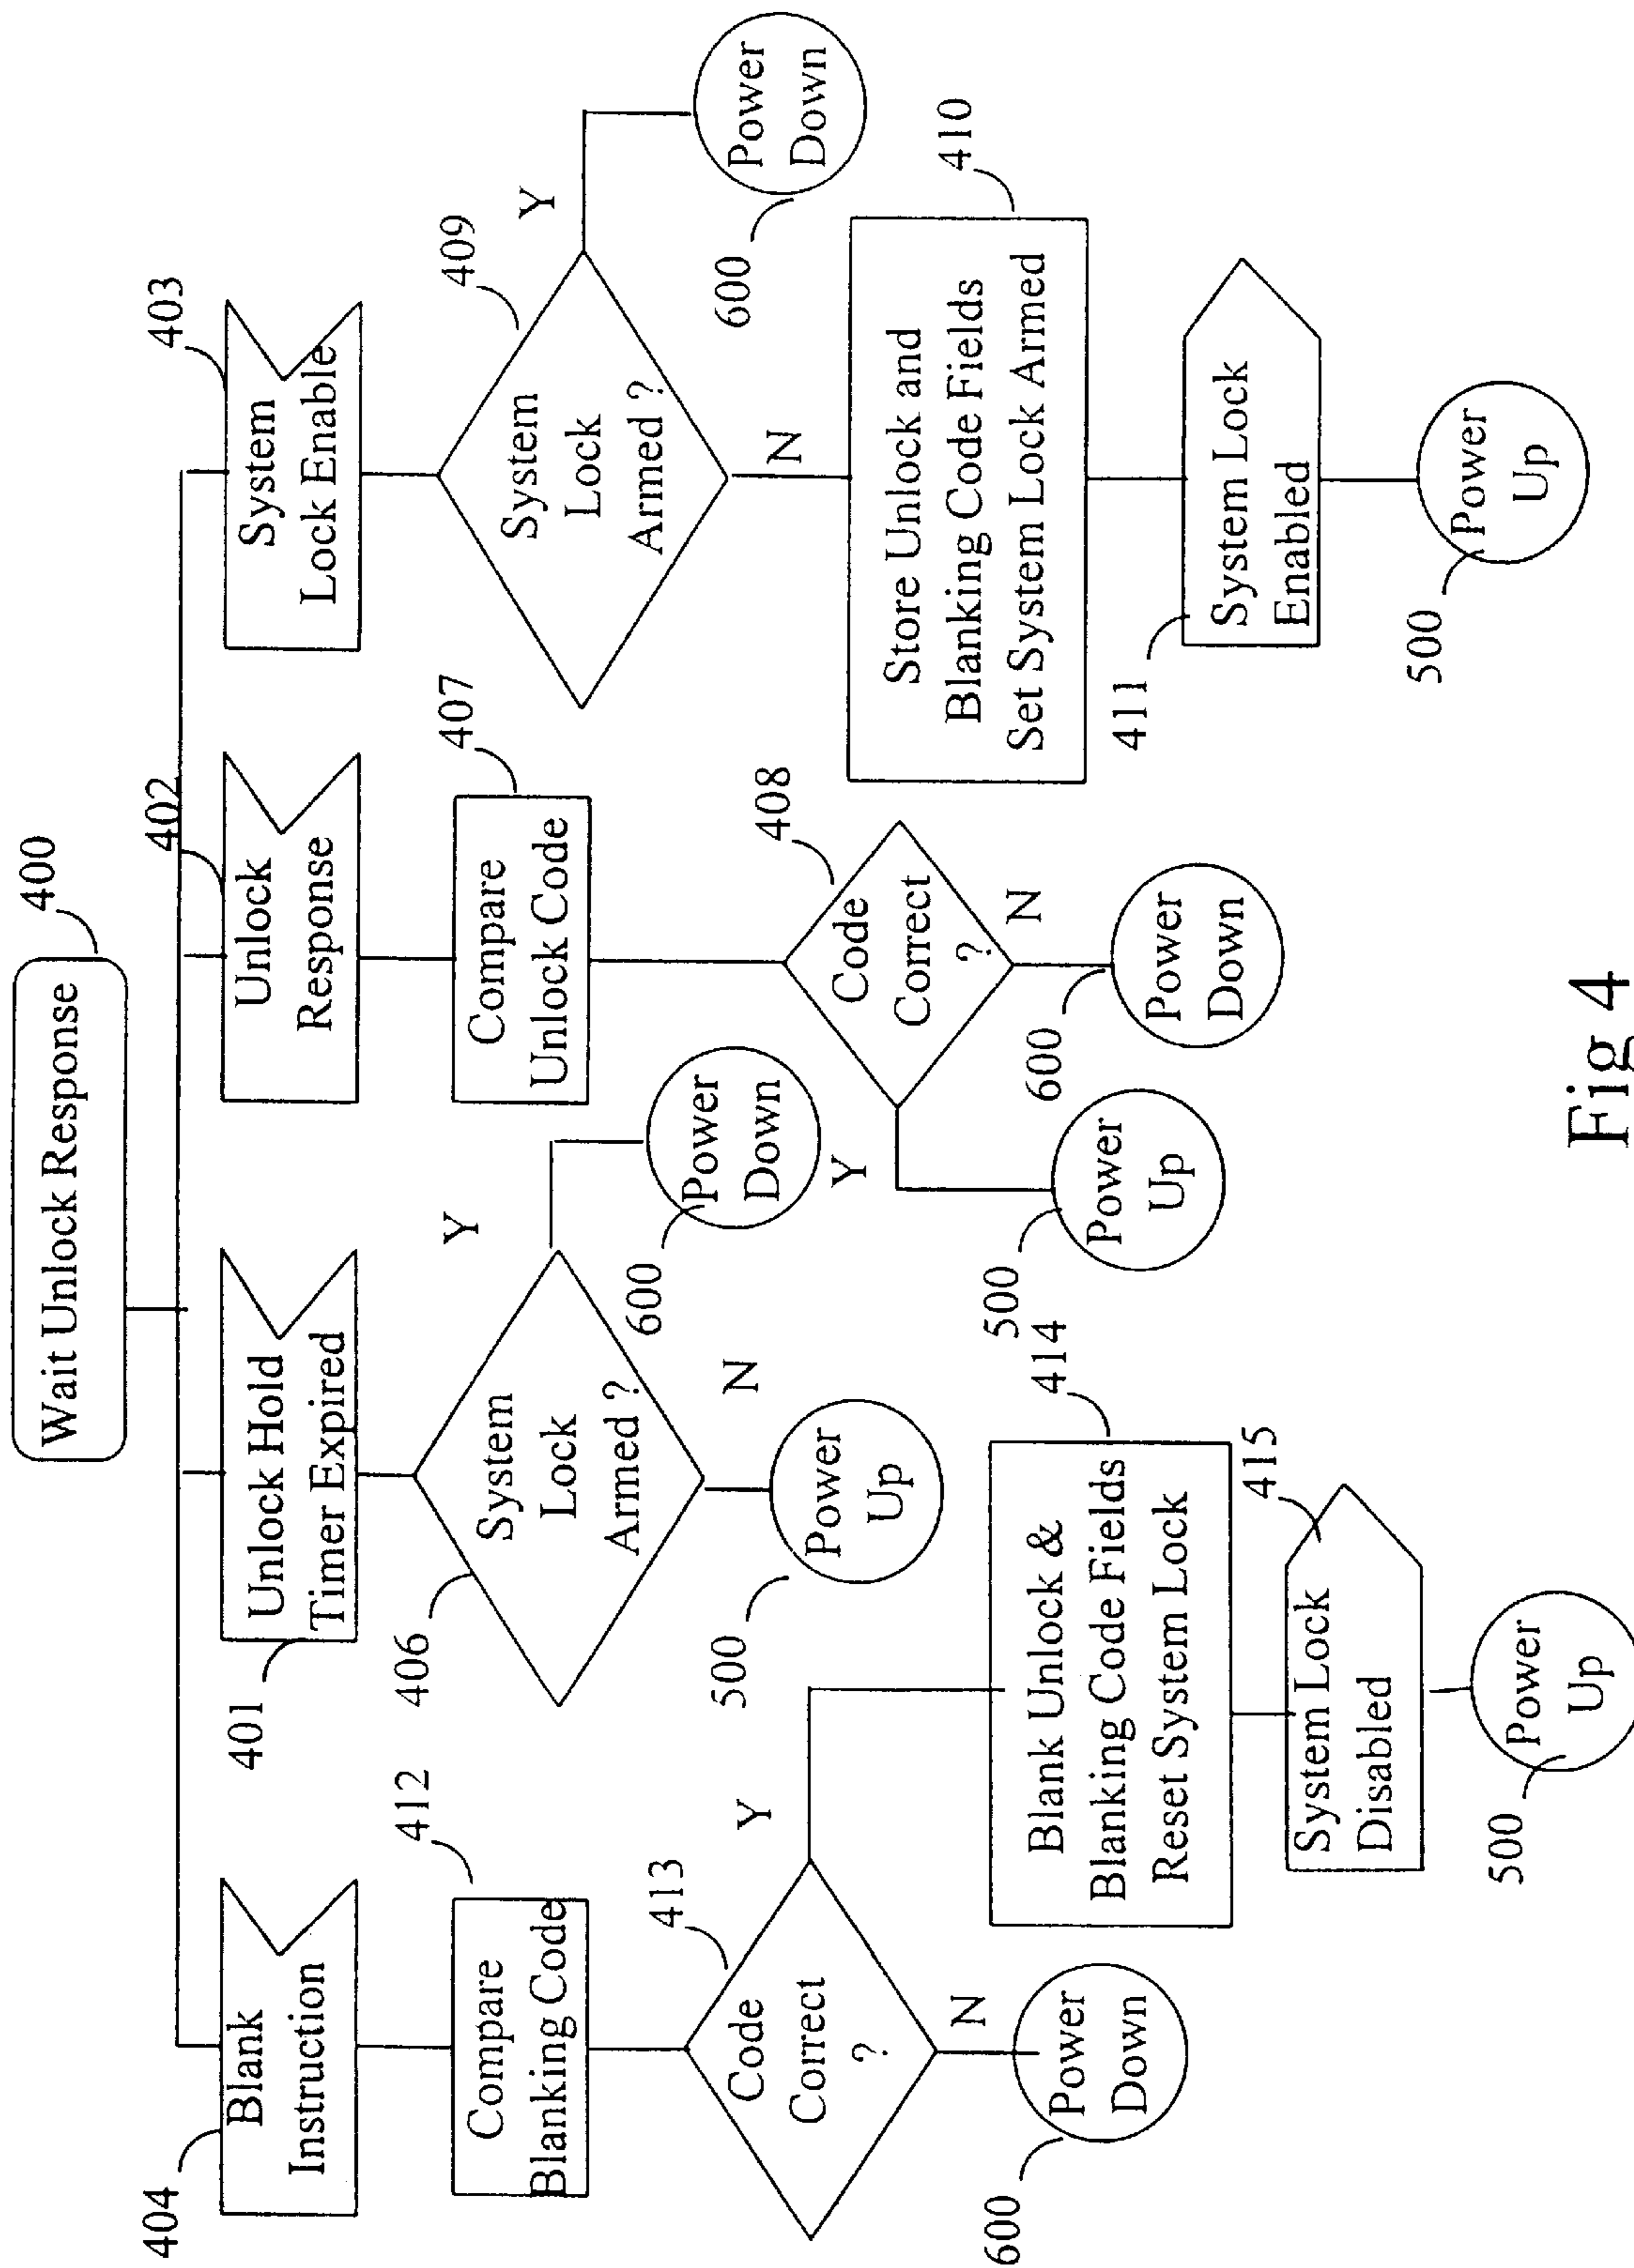 Wait Unlock Response
400
404
Blank
Instruction
401
Unlock Hold
Timer Expired
402
Unlock
Response
403
System
Lock Enable
412
Compare
Blanking Code
406
System
Lock
Armed ?
Y
600
Power
Down
N
500
Power
Up
407
Compare
Unlock Code
409
System
Lock
Armed ?
Y
600
Power
Down
N
413
Code
Correct
?
Y
N
600
Power
Down
408
Code
Correct
?
Y
500
Power
Up
N
600
Power
Down
410
Store Unlock and
Blanking Code Fields
Set System Lock Armed
414
Blank Unlock &
Blanking Code Fields
Reset System Lock
415
System Lock
Disabled
500
Power
Up
411
System Lock
Enabled
500
Power
Up
Fig 4